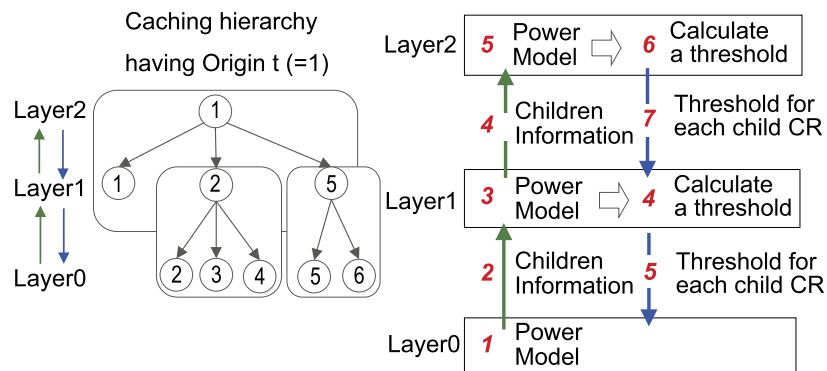 Caching hierarchy
having Origin t (=1)
Layer2
Layer1
Layer0
1
1
2
5
2
3
4
5
6
Layer2
5
Power
Model
6
Calculate
a threshold
4
Children
Information
7
Threshold for
each child CR
Layer1
3
Power
Model
4
Calculate
a threshold
2
Children
Information
5
Threshold for
each child CR
Layer0
1
Power
Model